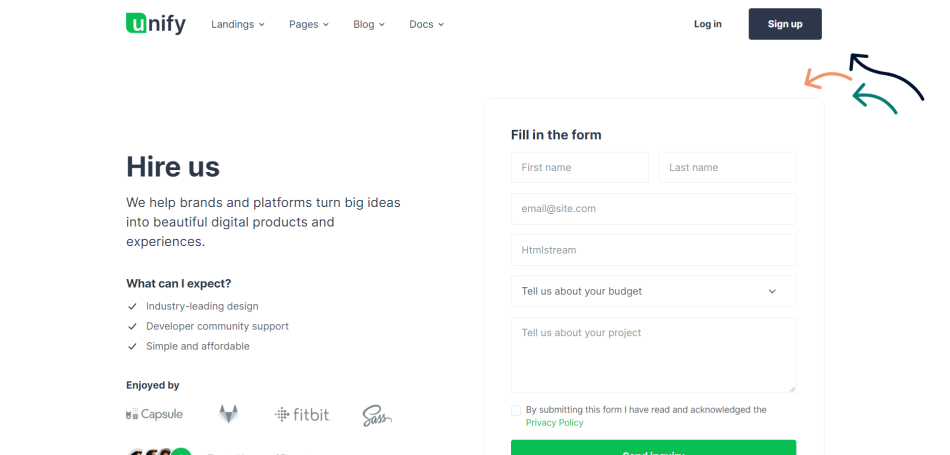 unify
Landings
Pages
Blog
Docs
Log in
Sign up
Hire us
We help brands and platforms turn big ideas
into beautiful digital products and
experiences.
What can I expect?
Industry-leading design
Developer community support
Simple and affordable
Enjoyed by
Capsule
fitbit
Sass
Fill in the form
First name
Last name
email@site.com
Htmlstream
Tell us about your budget
Tell us about your project
By submitting this form I have read and acknowledged the
Privacy Policy
Send inquiry